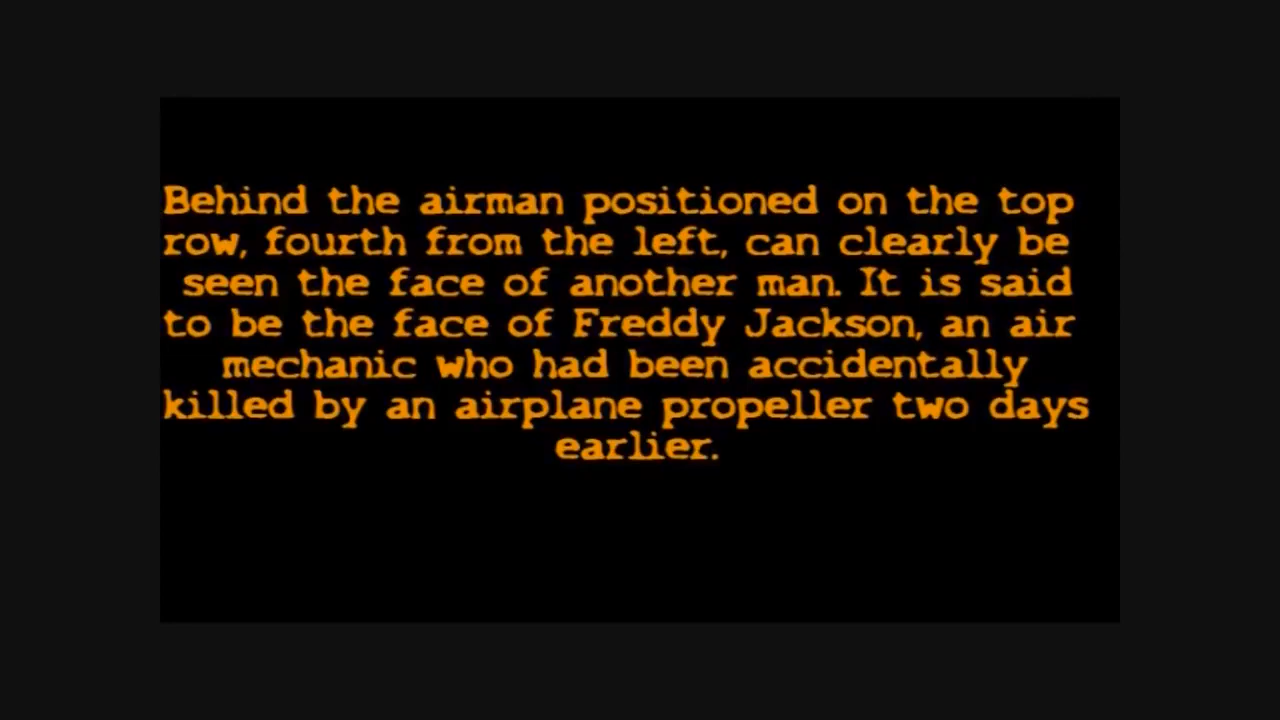 Behind the airman positioned on the top
row, fourth from the left, can clearly be
seen the face of another man. It is said
to be the face of Freddy Jackson, an air
mechanic who had been accidentally
killed by an airplane propeller two days
earlier.